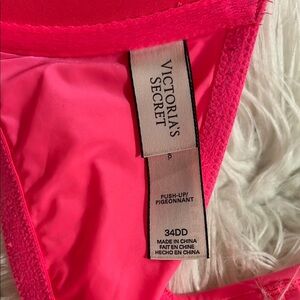 VICTORIA'S
SECRET
PUSH-UP/
PIGEONNANT
34DD
MADE IN CHINA
FAIT EN CHINE
HECHO EN CHINA